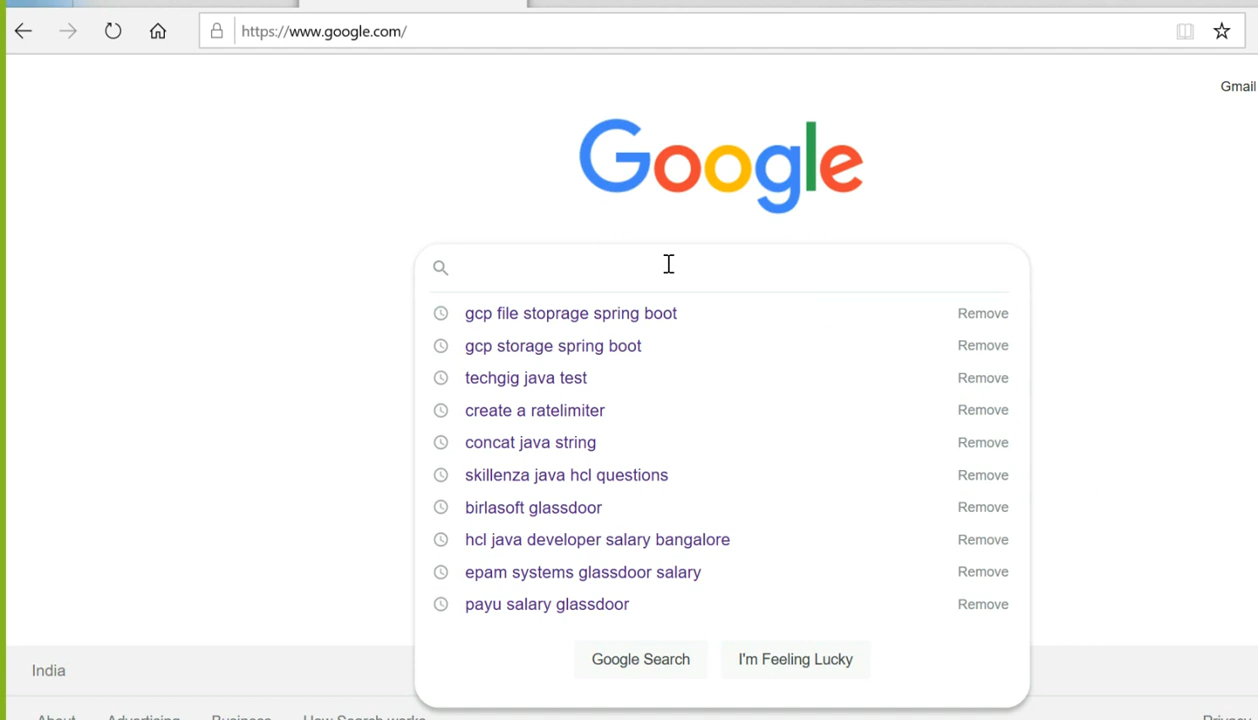 https://www.google.com/
Gmail
Google
gcp file stoprage spring boot Remove
gcp storage spring boot Remove
techgig java test Remove
create a ratelimiter Remove
concat java string Remove
skillenza java hcl questions Remove
birlasoft glassdoor Remove
hcl java developer salary bangalore Remove
epam systems glassdoor salary Remove
payu salary glassdoor Remove
Google Search I'm Feeling Lucky
India
About Advertising Business How Search works Privacy